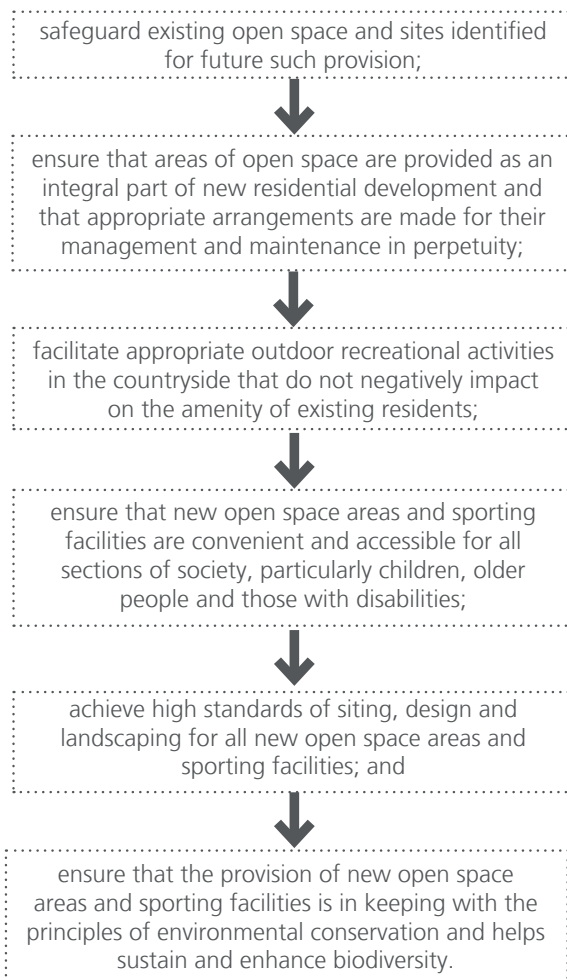 safeguard existing open space and sites identified
for future such provision;
ensure that areas of open space are provided as an
integral part of new residential development and
that appropriate arrangements are made for their
management and maintenance in perpetuity;
facilitate appropriate outdoor recreational activities
in the countryside that do not negatively impact
on the amenity of existing residents;
ensure that new open space areas and sporting
facilities are convenient and accessible for all
sections of society, particularly children, older
people and those with disabilities;
achieve high standards of siting, design and
landscaping for all new open space areas and
sporting facilities; and
ensure that the provision of new open space
areas and sporting facilities is in keeping with the
principles of environmental conservation and helps
sustain and enhance biodiversity.